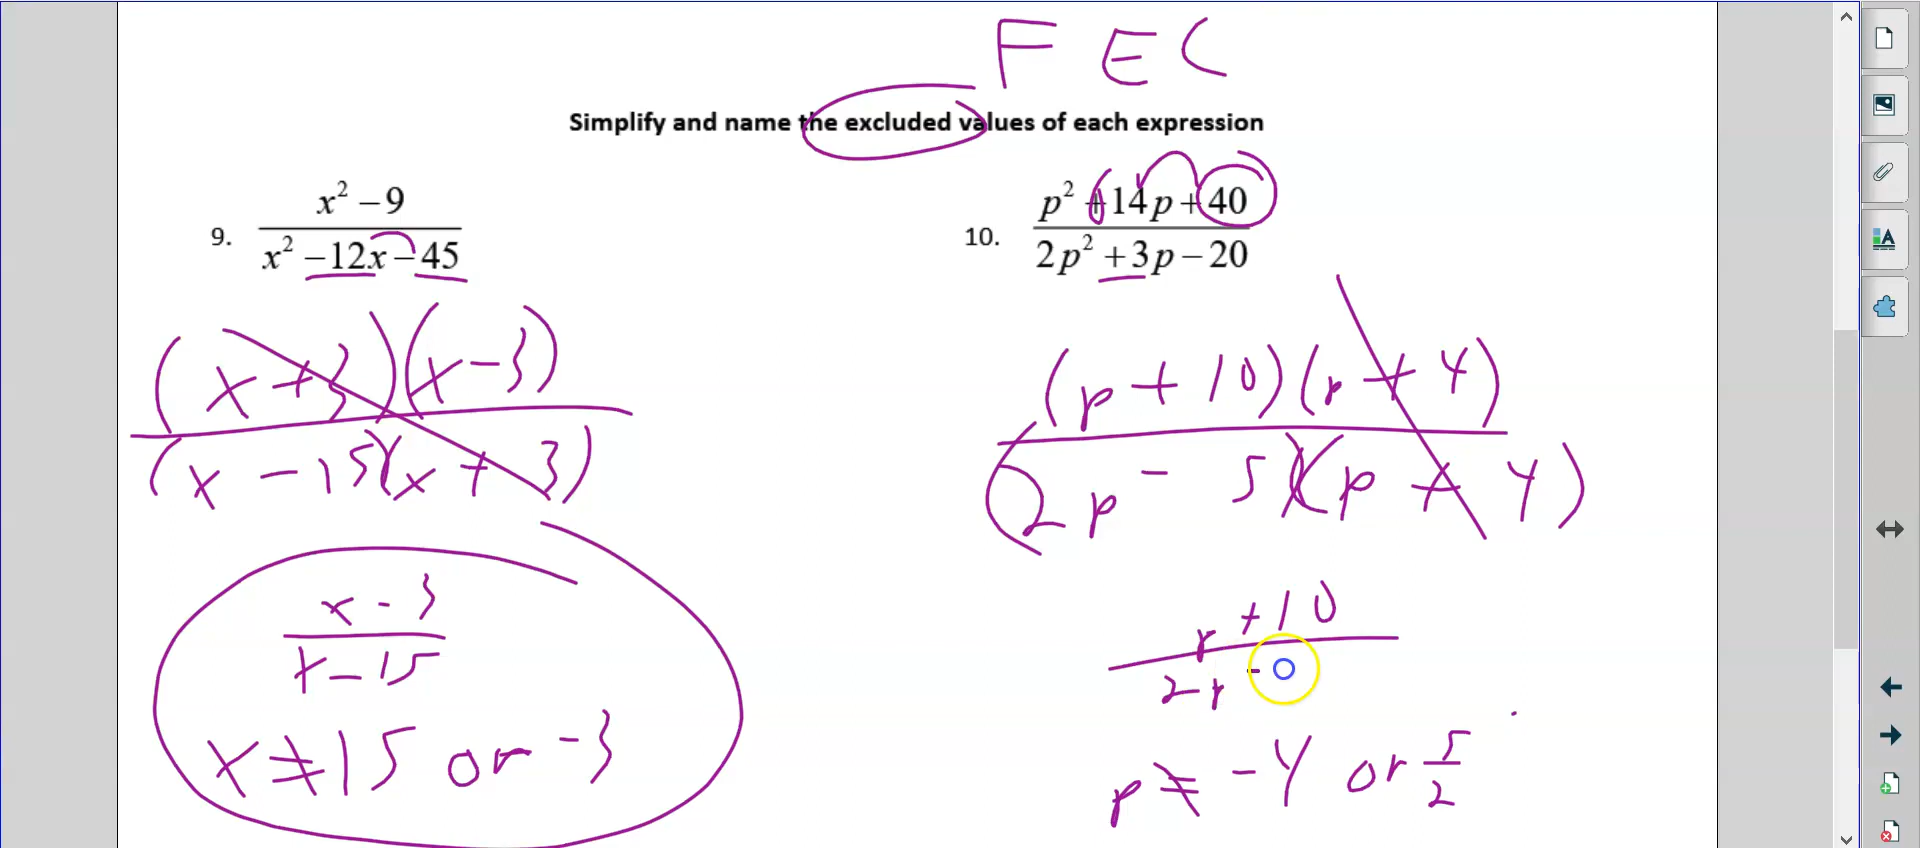 F E C
Simplify and name the excluded values of each expression
9. (x² − 9)/(x² − 12x − 45)
10. (p² + 14p + 40)/(2p² + 3p − 20)
(x + 3)(x − 3)
(x − 15)(x + 3)
x − 3
x − 15
x ≠ 15 or −3
(p + 10)(p + 4)
(2p − 5)(p + 4)
p + 10
2p −
p ≠ −4 or 5/2